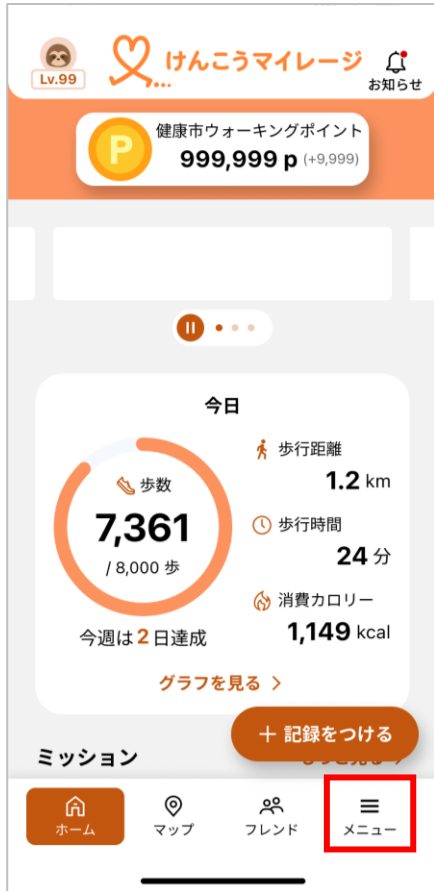 Lv.99
けんこうマイレージ
お知らせ
P
健康市ウォーキングポイント
999,999 p (+9,999)
今日
歩数
7,361
/ 8,000 歩
今週は2日達成
歩行距離
1.2 km
歩行時間
24 分
消費カロリー
1,149 kcal
グラフを見る >
+ 記録をつける
ミッション
ホーム
マップ
フレンド
メニュー